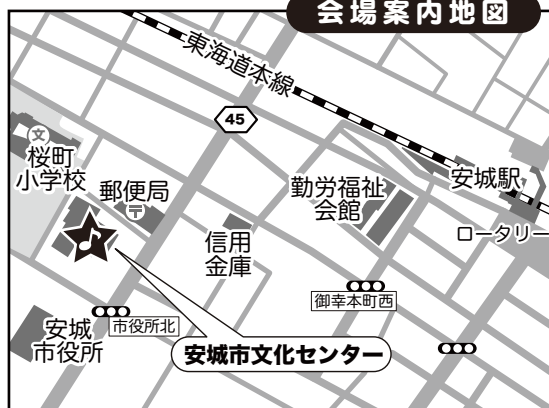 会場案内地図
東海道本線
45
文
桜町
小学校
郵便局
〒
勤労福祉
会館
安城駅
ロータリー
信用
金庫
御幸本町西
市役所北
安城
市役所
安城市文化センター